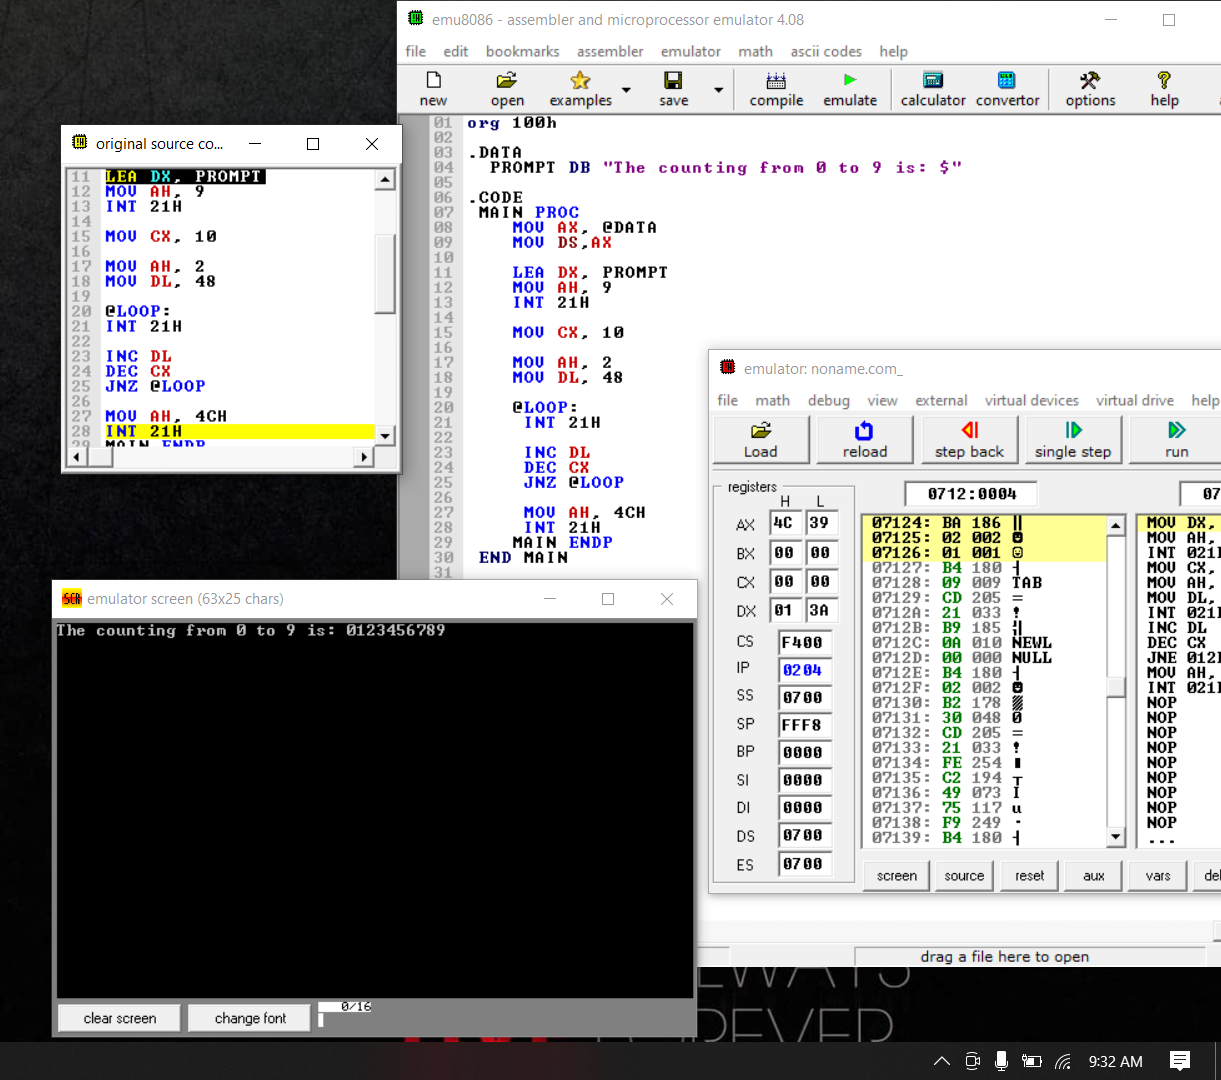 emu8086 - assembler and microprocessor emulator 4.08
file edit bookmarks assembler emulator math ascii codes help
new open examples save compile emulate calculator convertor options help
01 org 100h
02
03 .DATA
04 PROMPT DB "The counting from 0 to 9 is: $"
05
06 .CODE
07 MAIN PROC
08 MOV AX, @DATA
09 MOV DS,AX
10
11 LEA DX, PROMPT
12 MOV AH, 9
13 INT 21H
14
15 MOV CX, 10
16
17 MOV AH, 2
18 MOV DL, 48
19
20 @LOOP:
21 INT 21H
22
23 INC DL
24 DEC CX
25 JNZ @LOOP
26
27 MOV AH, 4CH
28 INT 21H
29 MAIN ENDP
30 END MAIN
31
original source co...
11 LEA DX, PROMPT
12 MOV AH, 9
13 INT 21H
14
15 MOV CX, 10
16
17 MOV AH, 2
18 MOV DL, 48
19
20 @LOOP:
21 INT 21H
22
23 INC DL
24 DEC CX
25 JNZ @LOOP
26
27 MOV AH, 4CH
28 INT 21H
29 MAIN ENDP
emulator: noname.com_
file math debug view external virtual devices virtual drive help
Load reload step back single step run
registers
H L
AX 4C 39
BX 00 00
CX 00 00
DX 01 3A
CS F400
IP 0204
SS 0700
SP FFF8
BP 0000
SI 0000
DI 0000
DS 0700
ES 0700
0712:0004
07
07124: BA 186 ║
07125: 02 002 ☻
07126: 01 001 ☺
07127: B4 180 ┤
07128: 09 009 TAB
07129: CD 205 =
0712A: 21 033 !
0712B: B9 185 ╣
0712C: 0A 010 NEWL
0712D: 00 000 NULL
0712E: B4 180 ┤
0712F: 02 002 ☻
07130: B2 178 ▓
07131: 30 048 0
07132: CD 205 =
07133: 21 033 !
07134: FE 254 ■
07135: C2 194 ┬
07136: 49 073 I
07137: 75 117 u
07138: F9 249 ·
07139: B4 180 ┤
MOV DX,
MOV AH,
INT 021
MOV CX,
MOV AH,
MOV DL,
INT 021
INC DL
DEC CX
JNE 012
MOV AH,
INT 021
NOP
NOP
NOP
NOP
NOP
NOP
NOP
NOP
NOP
...
screen source reset aux vars
emulator screen (63x25 chars)
The counting from 0 to 9 is: 0123456789
clear screen change font 0/16
drag a file here to open
9:32 AM